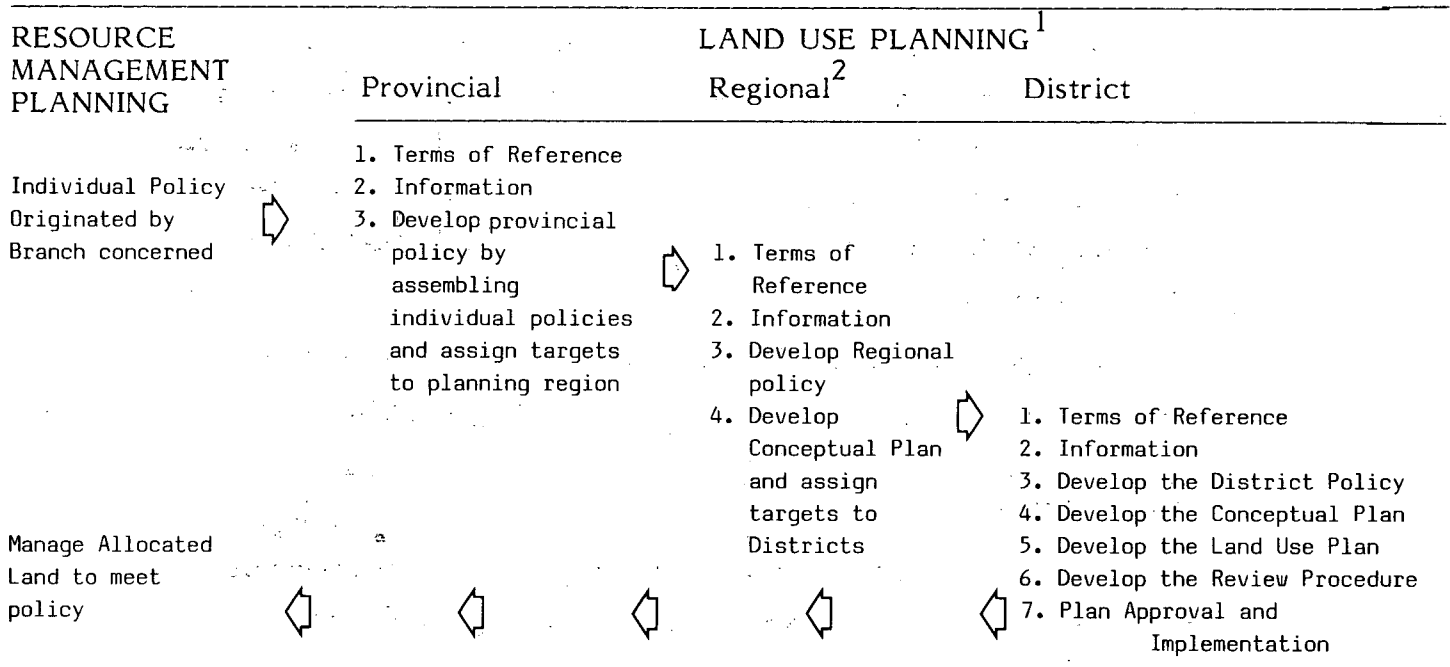 RESOURCE
MANAGEMENT
PLANNING
LAND USE PLANNING1
Provincial
Regional2
District
Individual Policy
Originated by
Branch concerned
1. Terms of Reference
2. Information
3. Develop provincial
policy by
assembling
individual policies
and assign targets
to planning region
1. Terms of
Reference
2. Information
3. Develop Regional
policy
4. Develop
Conceptual Plan
and assign
targets to
Districts
1. Terms of Reference
2. Information
3. Develop the District Policy
4. Develop the Conceptual Plan
5. Develop the Land Use Plan
6. Develop the Review Procedure
7. Plan Approval and
Implementation
Manage Allocated
Land to meet
policy